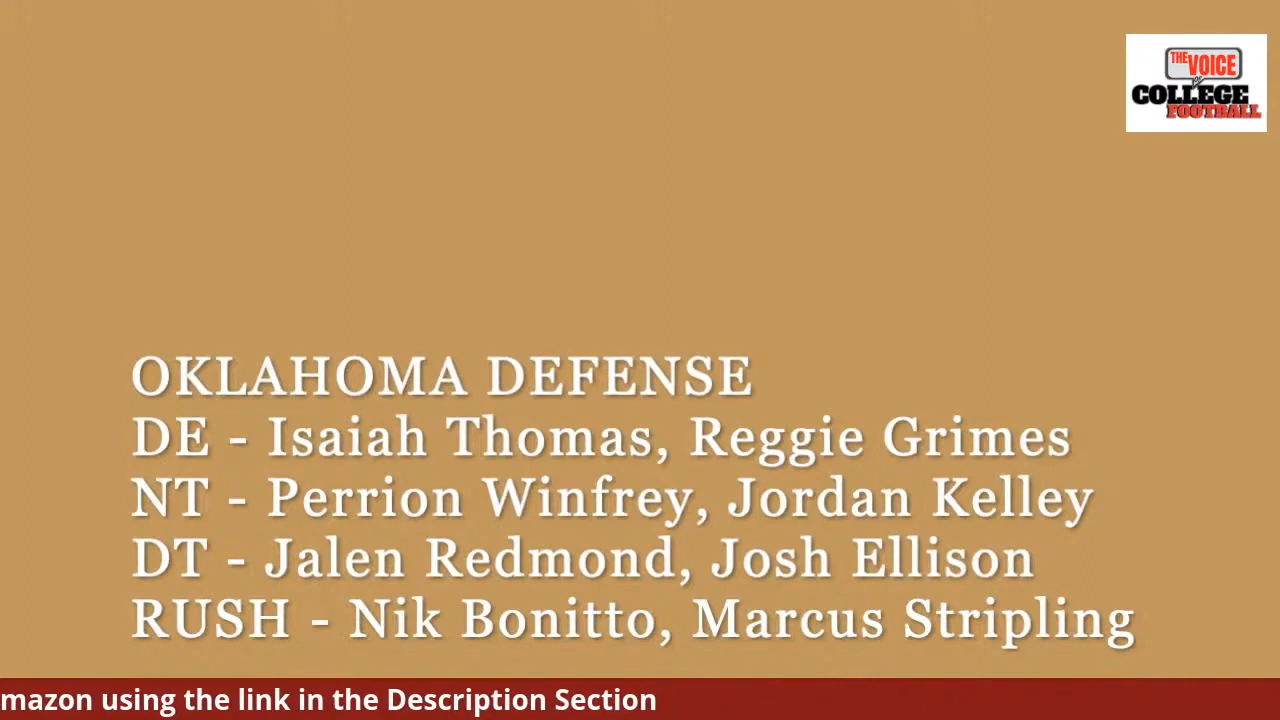 THE VOICE
for
COLLEGE
FOOTBALL
OKLAHOMA DEFENSE
DE - Isaiah Thomas, Reggie Grimes
NT - Perrion Winfrey, Jordan Kelley
DT - Jalen Redmond, Josh Ellison
RUSH - Nik Bonitto, Marcus Stripling
mazon using the link in the Description Section